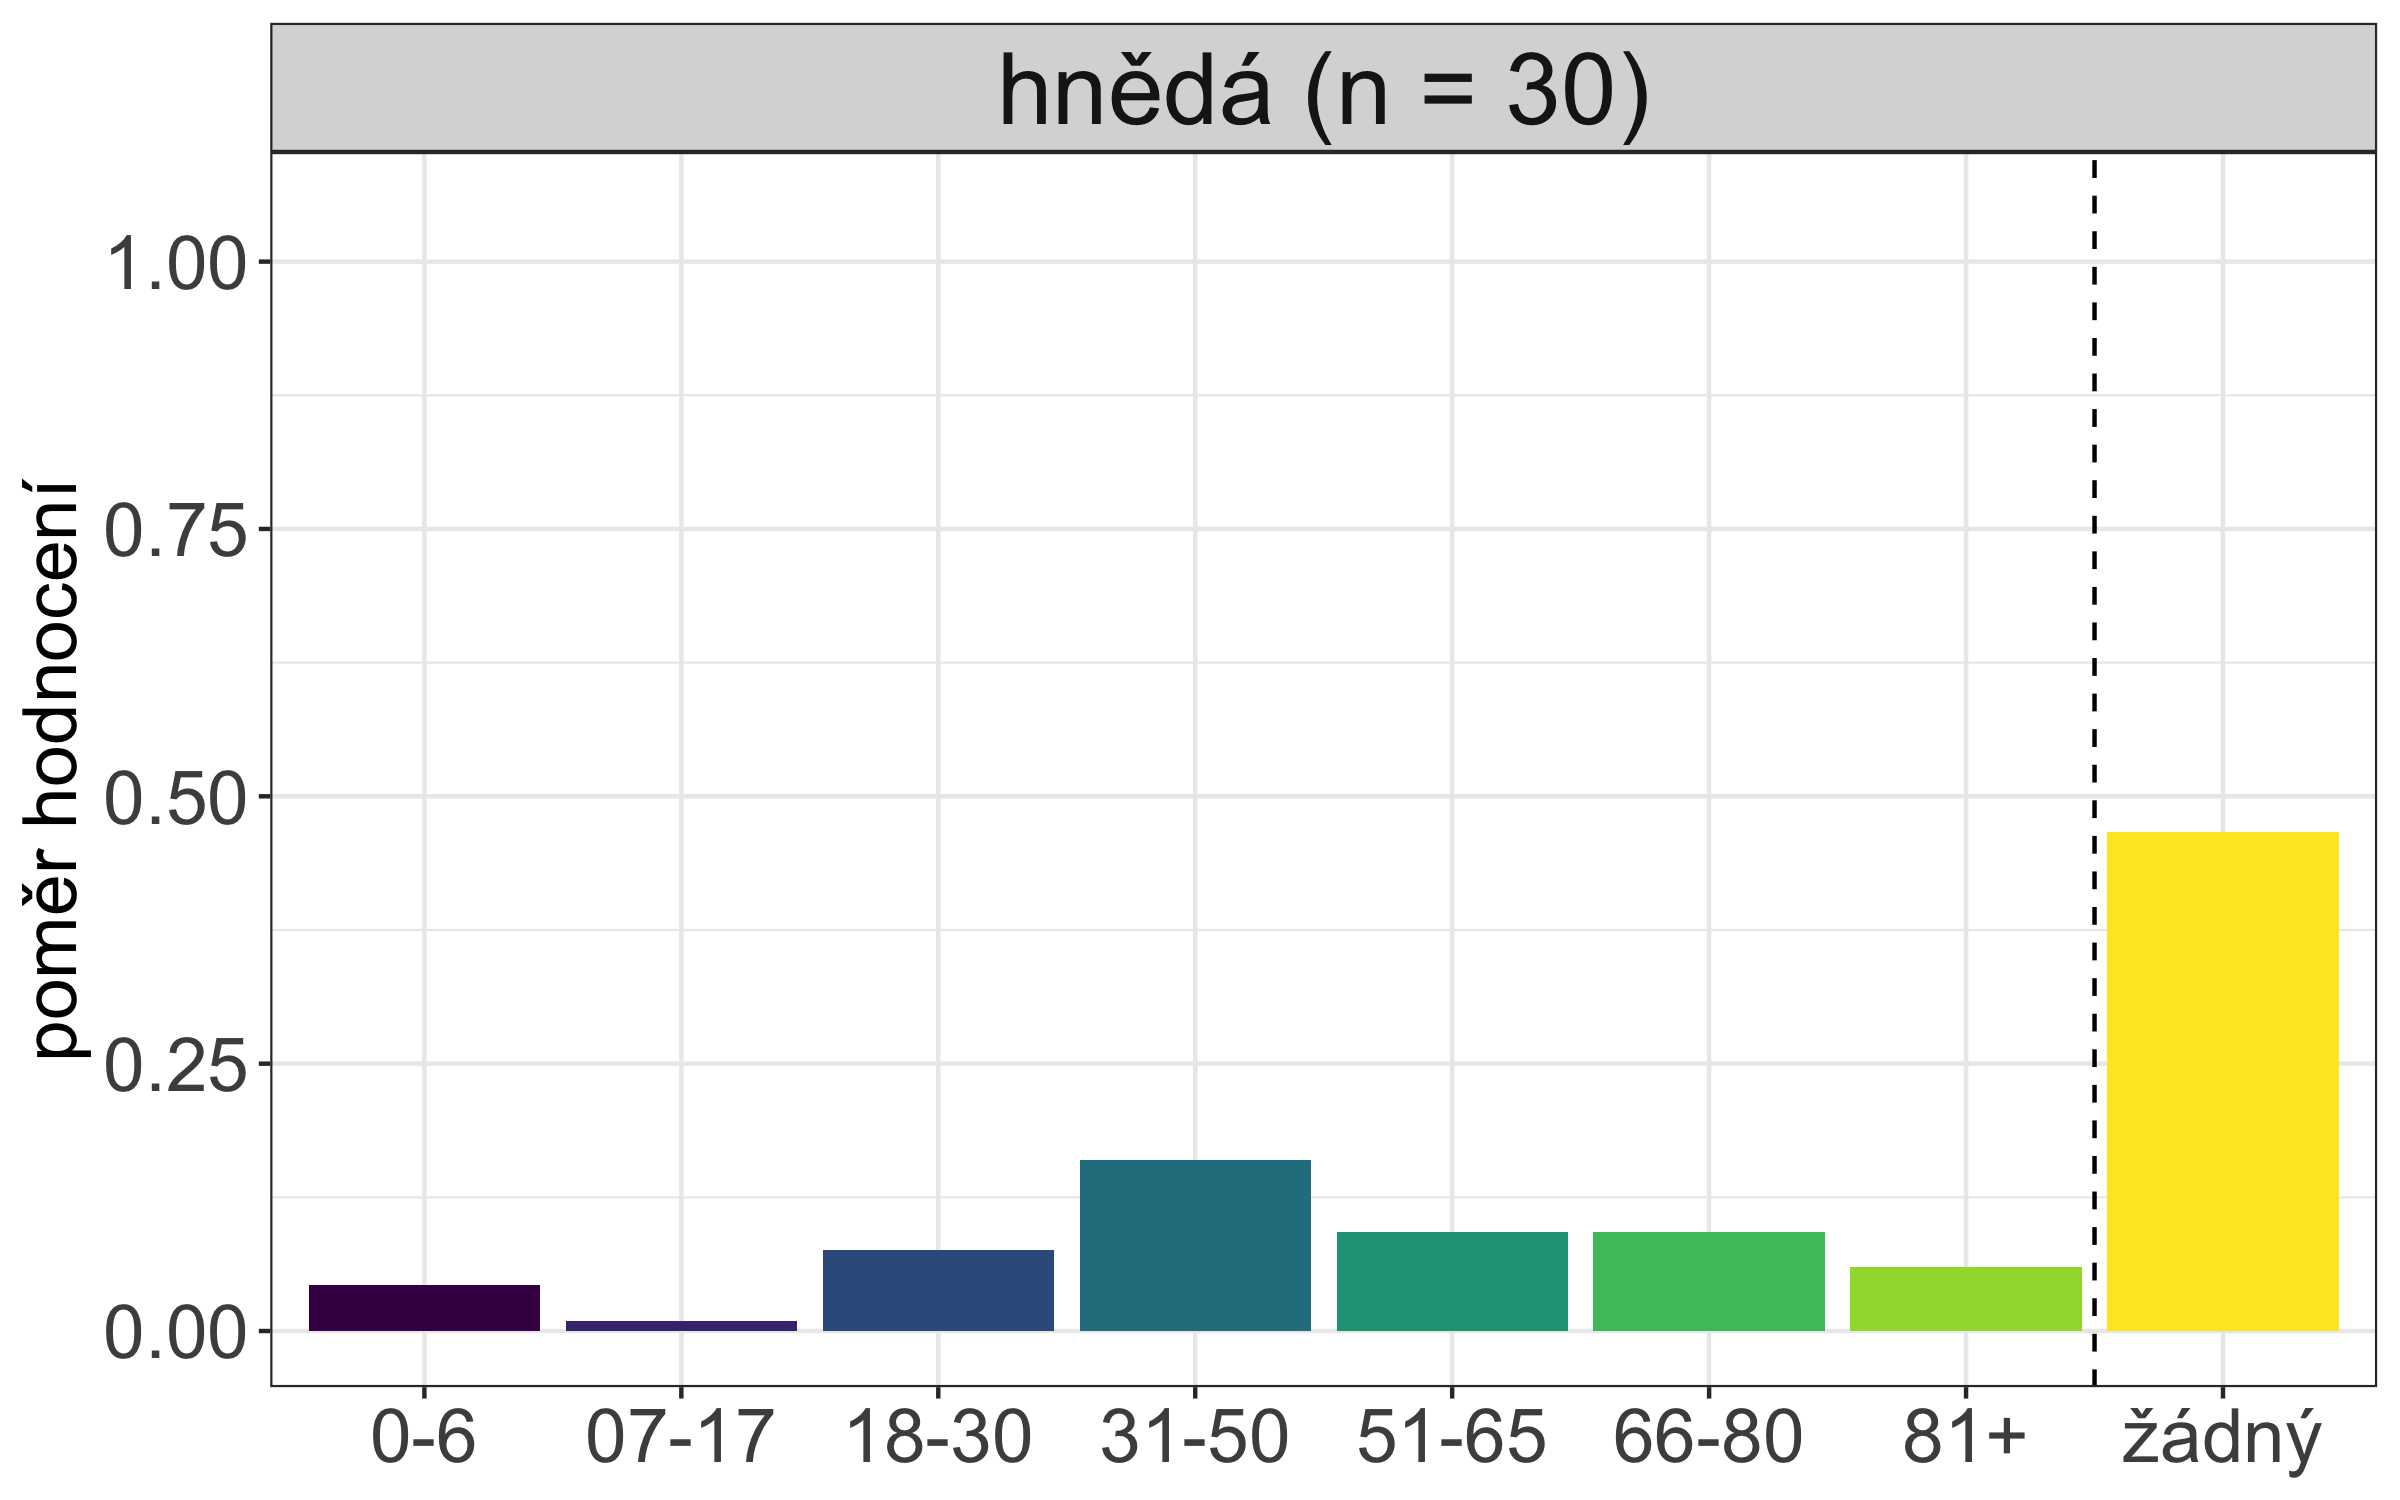 hnědá (n = 30)
poměr hodnocení
1.00
0.75
0.50
0.25
0.00
0-6 07-17 18-30 31-50 51-65 66-80 81+ žádný